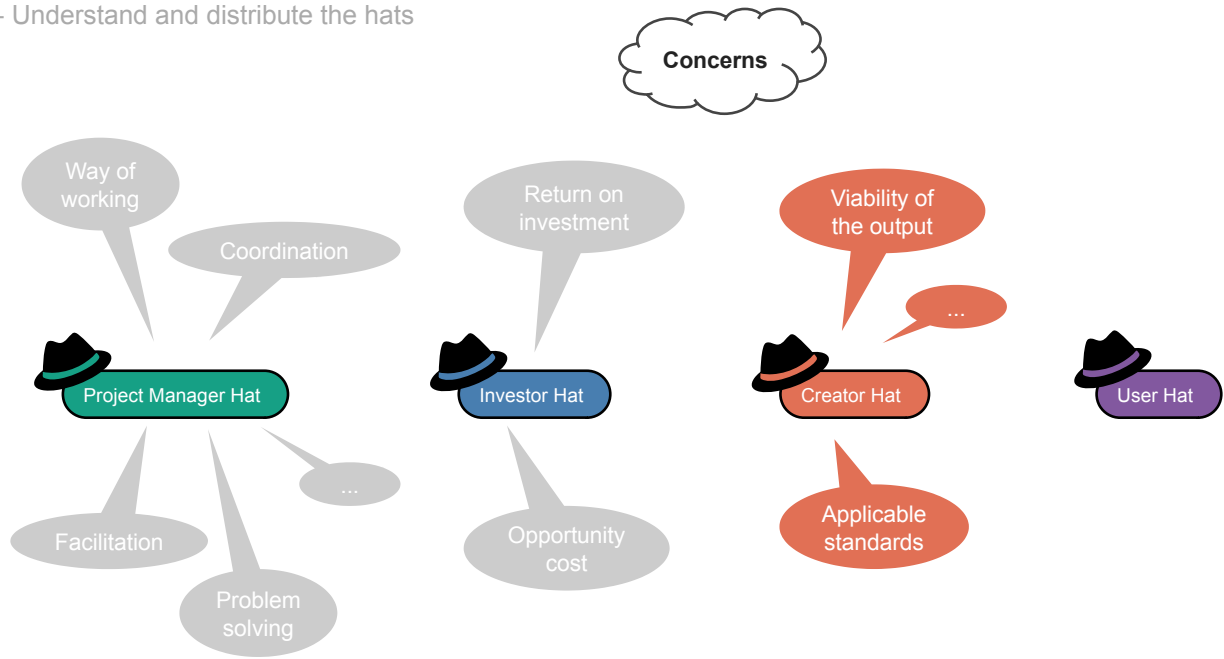 - Understand and distribute the hats
Concerns
Way of
working
Coordination
Return on
investment
Viability of
the output
...
Project Manager Hat
Investor Hat
Creator Hat
User Hat
...
Facilitation
Problem
solving
Opportunity
cost
Applicable
standards